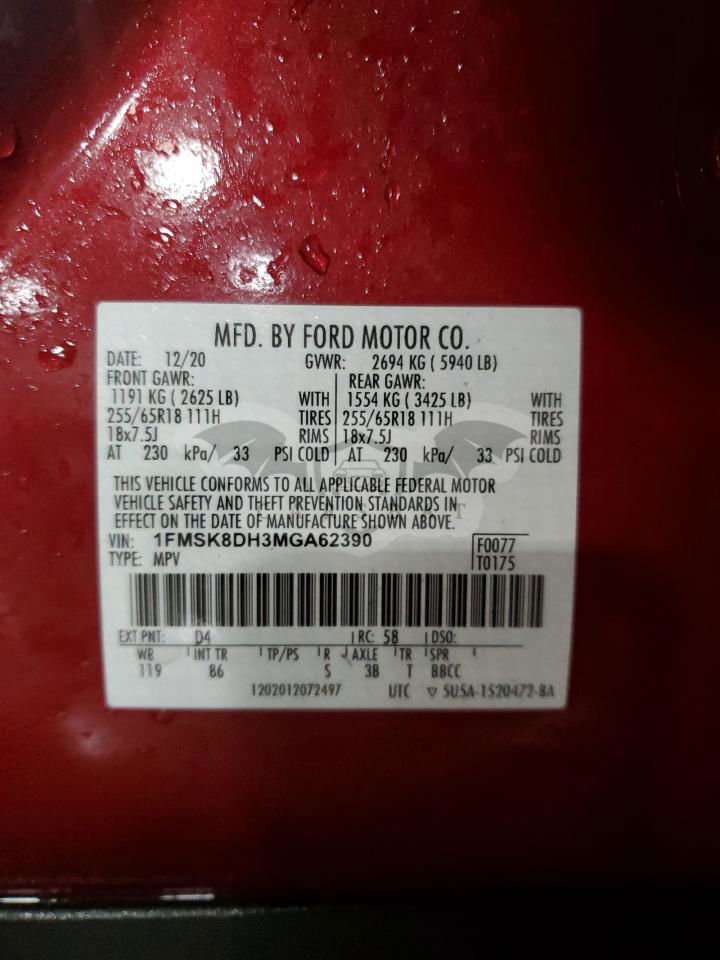 MFD. BY FORD MOTOR CO.
DATE: 12/20 GVWR: 2694 KG ( 5940 LB)
FRONT GAWR: REAR GAWR:
1191 KG ( 2625 LB) WITH 1554 KG ( 3425 LB) WITH
255/65R18 111H TIRES 255/65R18 111H TIRES
18x7.5J RIMS 18x7.5J RIMS
AT 230 kPa/ 33 PSI COLD AT 230 kPa/ 33 PSI COLD
THIS VEHICLE CONFORMS TO ALL APPLICABLE FEDERAL MOTOR
VEHICLE SAFETY AND THEFT PREVENTION STANDARDS IN
EFFECT ON THE DATE OF MANUFACTURE SHOWN ABOVE.
VIN: 1FMSK8DH3MGA62390 F0077
TYPE: MPV T0175
EXT PNT: D4 RC: 58 DSO:
WB INT TR TP/PS R AXLE TR SPR
119 86 S 3B T BBCC
1202012072497 UTC ▽ 5U5A-1520472-8A